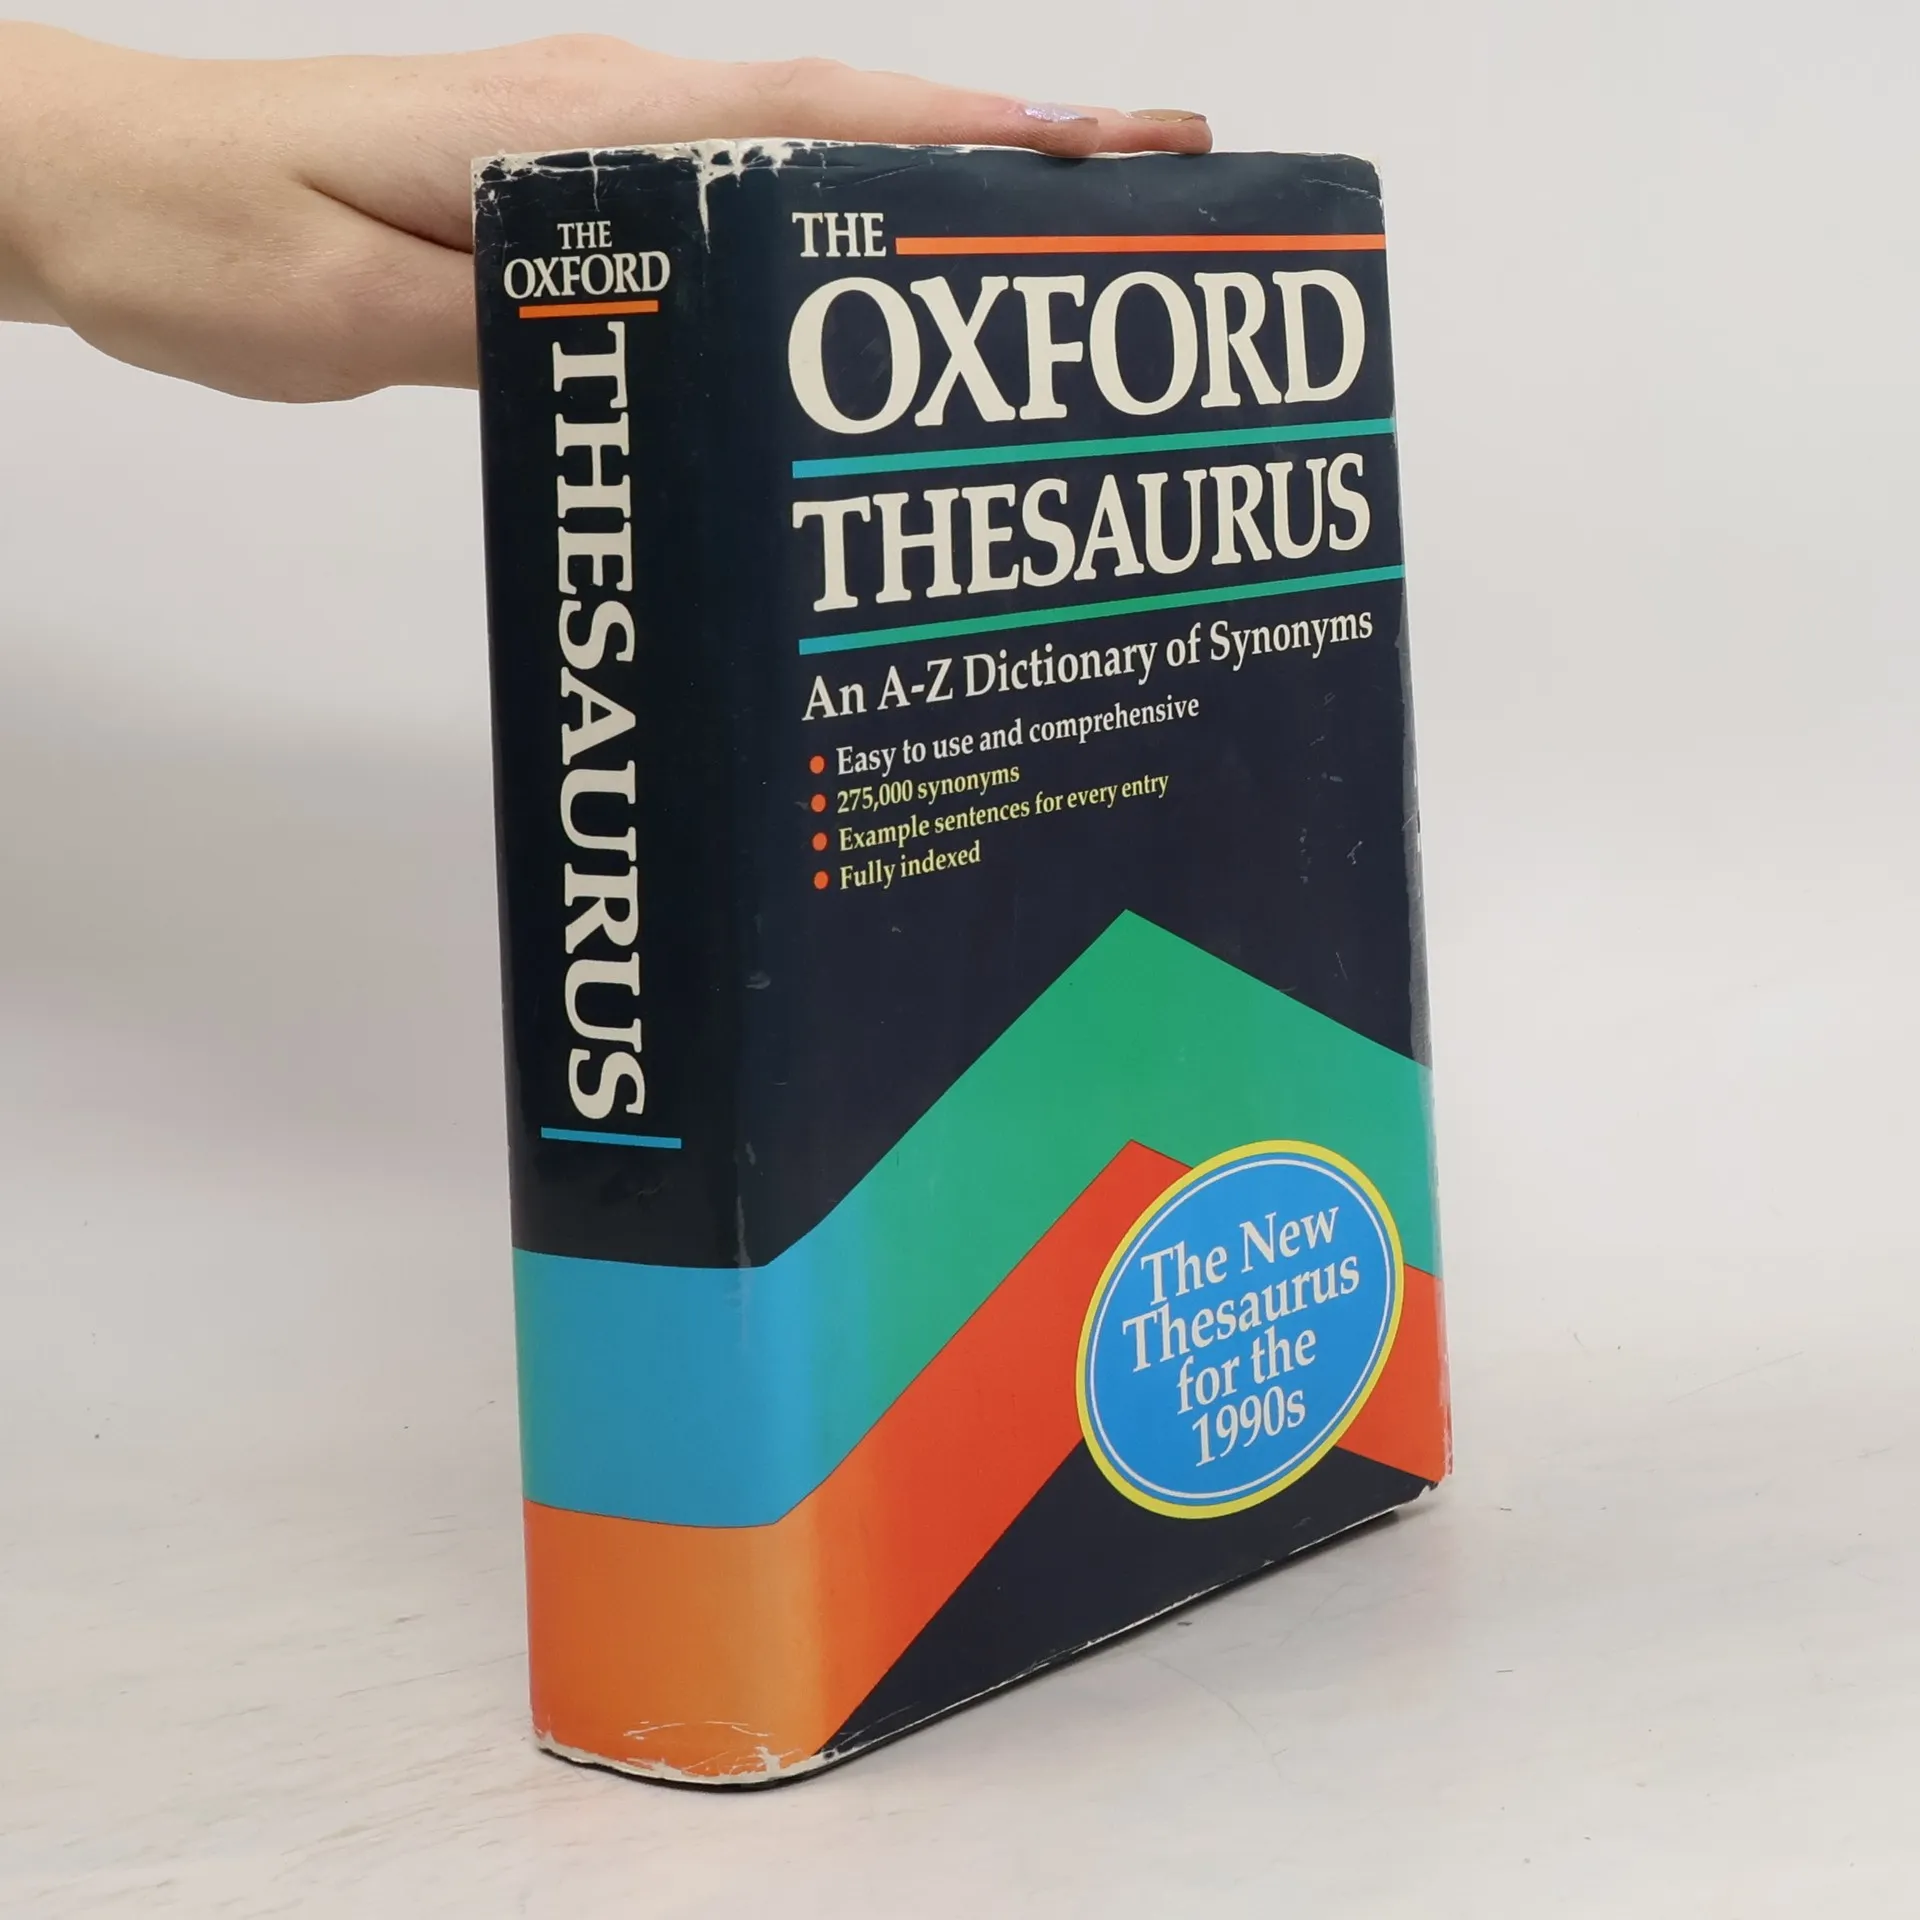 THE
OXFORD
THESAURUS
THE
OXFORD
THESAURUS
An A-Z Dictionary of Synonyms
Easy to use and comprehensive
275,000 synonyms
Example sentences for every entry
Fully indexed
The New
Thesaurus
for the
1990s